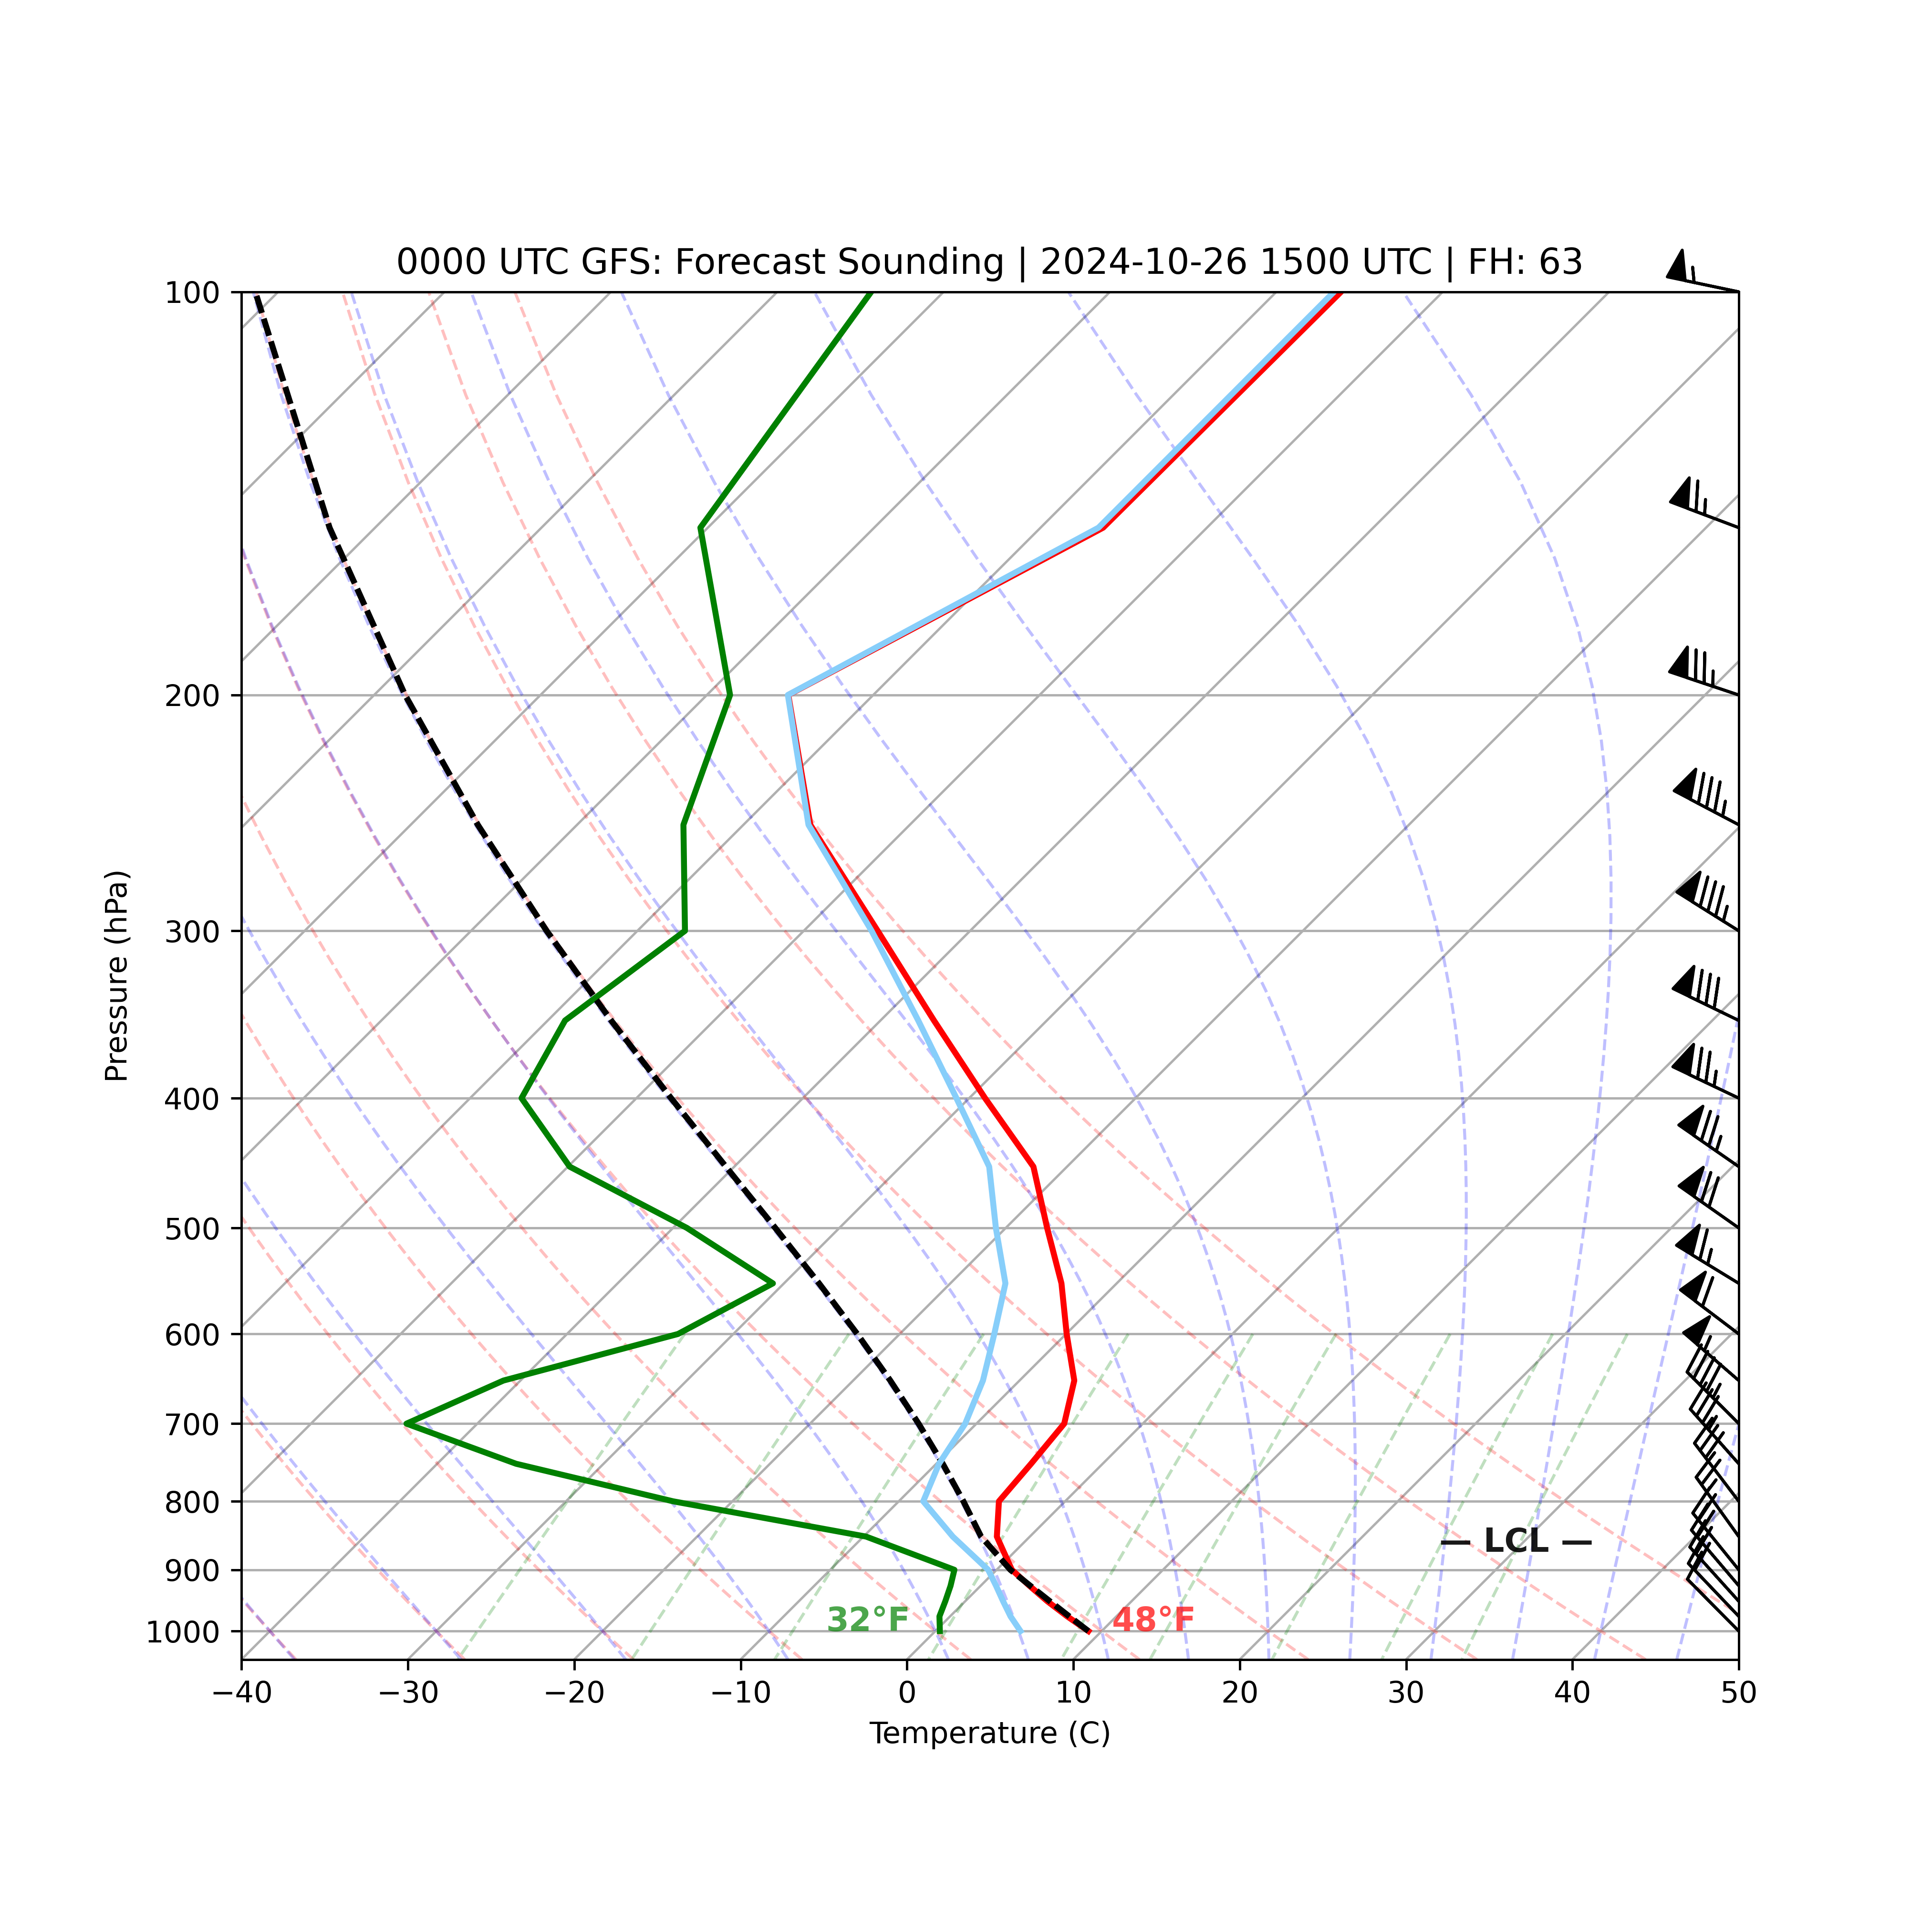 0000 UTC GFS: Forecast Sounding | 2024-10-26 1500 UTC | FH: 63
100
200
300
400
500
600
700
800
900
1000
Pressure (hPa)
— LCL —
32°F
48°F
−40 −30 −20 −10 0 10 20 30 40 50
Temperature (C)